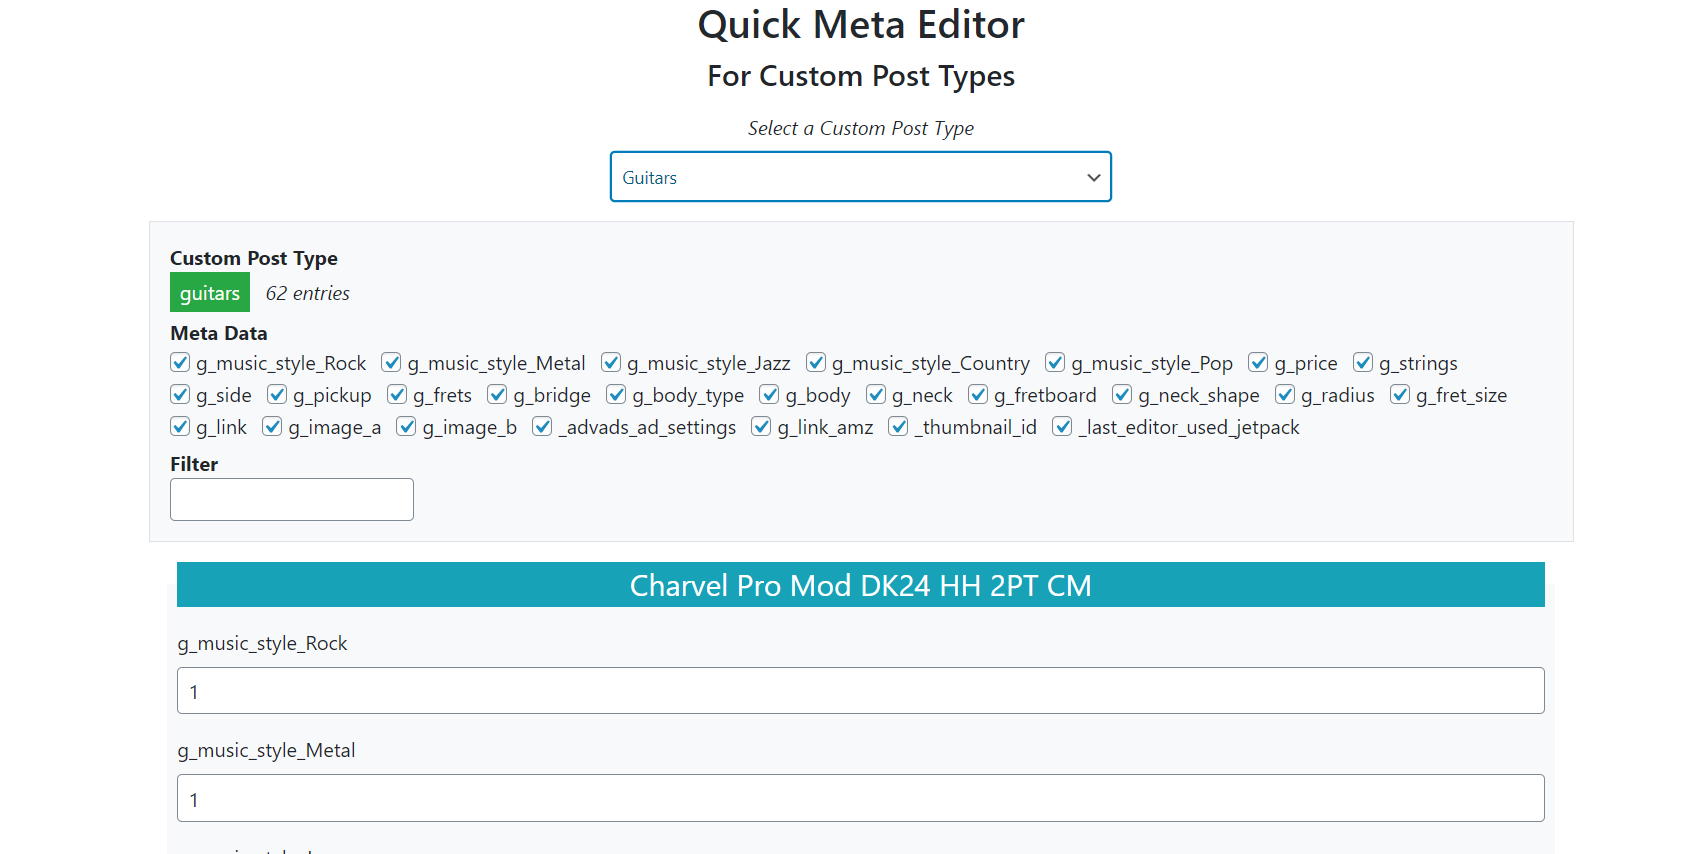 Quick Meta Editor
For Custom Post Types
Select a Custom Post Type
Guitars
Custom Post Type
guitars 62 entries
Meta Data
g_music_style_Rock g_music_style_Metal g_music_style_Jazz g_music_style_Country g_music_style_Pop g_price g_strings
g_side g_pickup g_frets g_bridge g_body_type g_body g_neck g_fretboard g_neck_shape g_radius g_fret_size
g_link g_image_a g_image_b _advads_ad_settings g_link_amz _thumbnail_id _last_editor_used_jetpack
Filter
Charvel Pro Mod DK24 HH 2PT CM
g_music_style_Rock
1
g_music_style_Metal
1